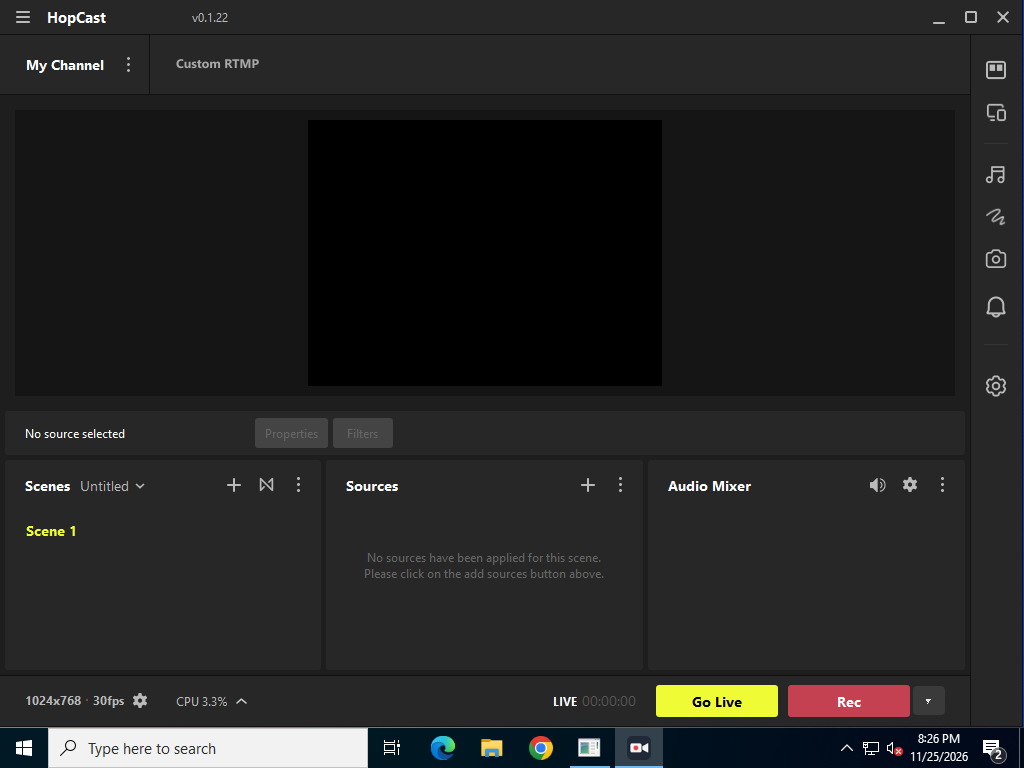 HopCast v0.1.22
My Channel Custom RTMP
No source selected Properties Filters
Scenes Untitled
Scene 1
Sources
No sources have been applied for this scene.
Please click on the add sources button above.
Audio Mixer
1024x768 · 30fps CPU 3.3% LIVE 00:00:00 Go Live Rec
Type here to search
8:26 PM
11/25/2026
2